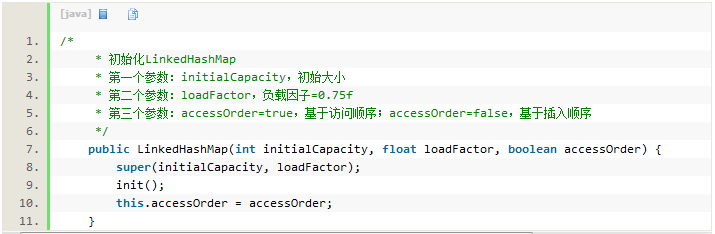 [java]
1. /*
2. * 初始化LinkedHashMap
3. * 第一个参数：initialCapacity，初始大小
4. * 第二个参数：loadFactor，负载因子=0.75f
5. * 第三个参数：accessOrder=true，基于访问顺序；accessOrder=false，基于插入顺序
6. */
7. public LinkedHashMap(int initialCapacity, float loadFactor, boolean accessOrder) {
8. super(initialCapacity, loadFactor);
9. init();
10. this.accessOrder = accessOrder;
11. }